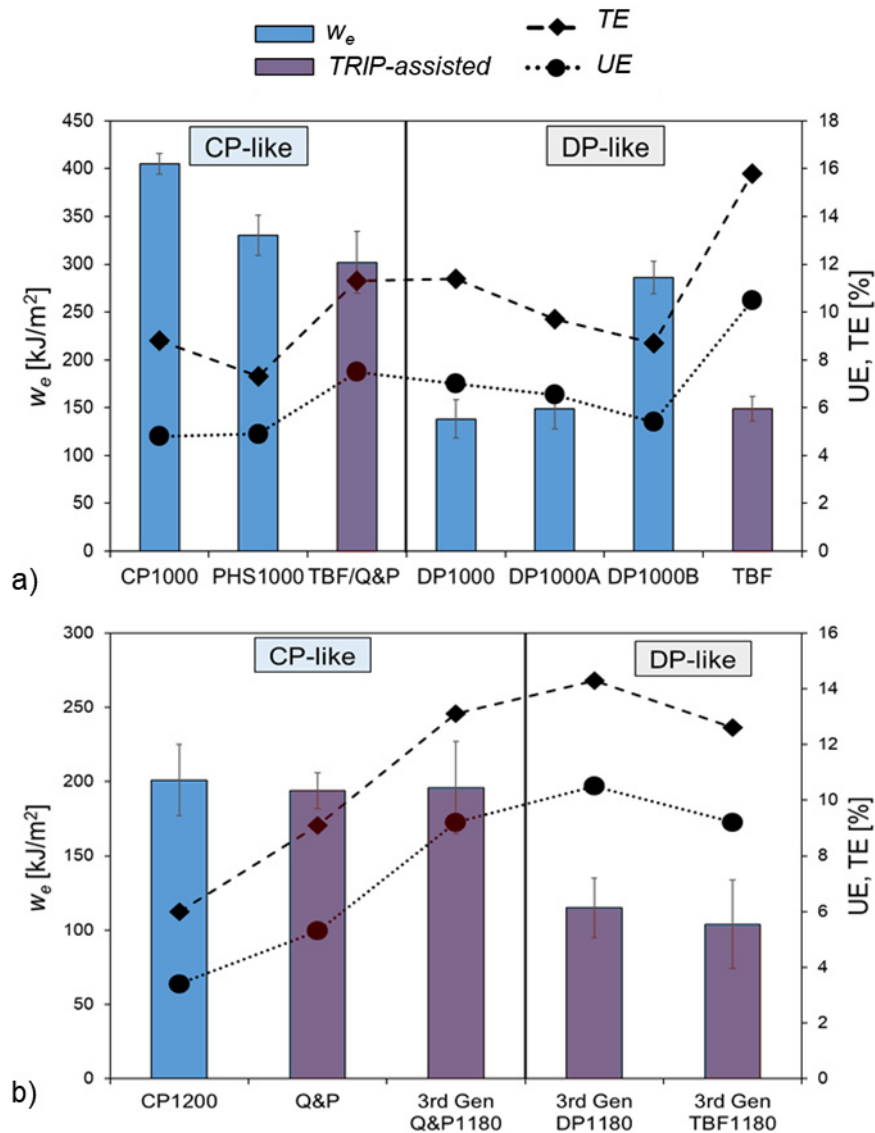 w_e
TRIP-assisted
TE
UE
a)
450
400
350
300
250
200
150
100
50
0
w_e [kJ/m²]
CP-like
DP-like
18
16
14
12
10
8
6
4
2
0
UE, TE [%]
CP1000 PHS1000 TBF/Q&P DP1000 DP1000A DP1000B TBF
b)
300
250
200
150
100
50
0
w_e [kJ/m²]
CP-like
DP-like
16
14
12
10
8
6
4
2
0
UE, TE [%]
CP1200 Q&P 3rd Gen 3rd Gen 3rd Gen
Q&P1180 DP1180 TBF1180